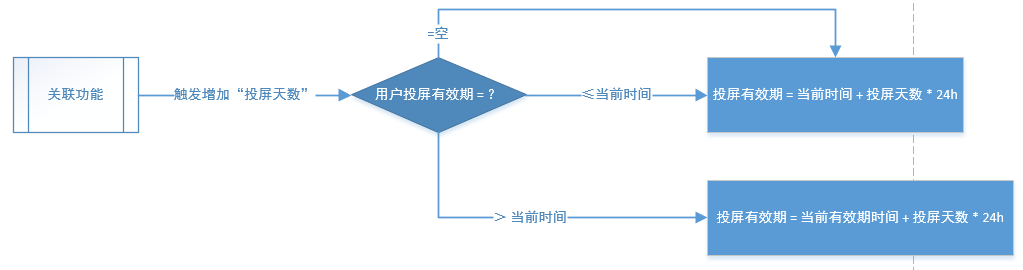 =空
关联功能
触发增加“投屏天数”
用户投屏有效期 = ？
≤当前时间
投屏有效期 = 当前时间 + 投屏天数 * 24h
＞ 当前时间
投屏有效期 = 当前有效期时间 + 投屏天数 * 24h